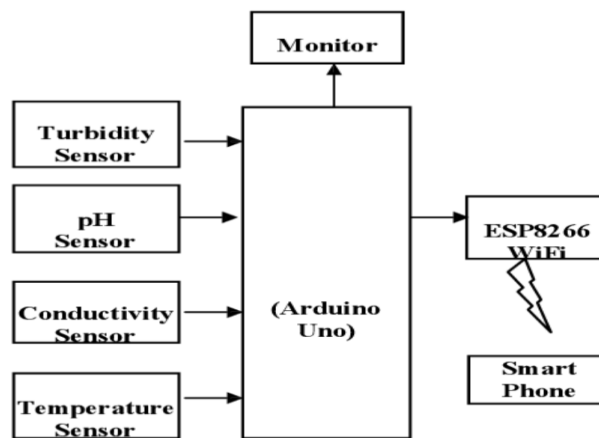 Monitor
Turbidity
Sensor
pH
Sensor
Conductivity
Sensor
Temperature
Sensor
(Arduino
Uno)
ESP8266
WiFi
Smart
Phone